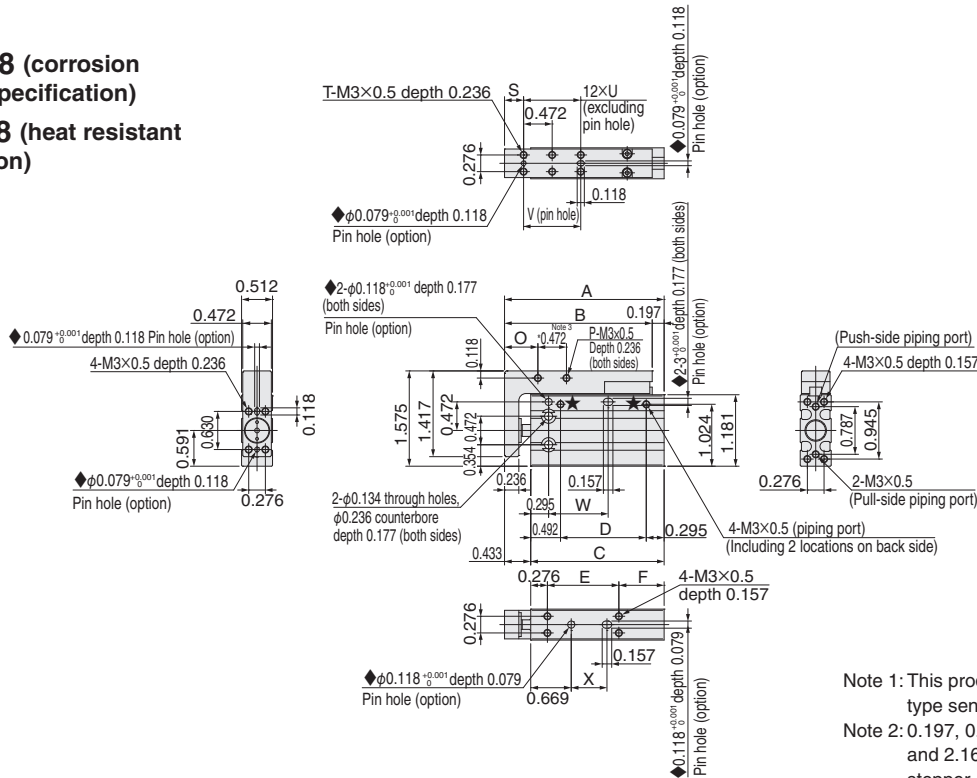 8 (corrosion
pecification)
8 (heat resistant
on)
T-M3×0.5 depth 0.236
S
12×U
(excluding
pin hole)
0.472
◆0.079 +0.001 0 depth 0.118
Pin hole (option)
0.276
0.118
V (pin hole)
◆φ0.079 +0.001 0 depth 0.118
Pin hole (option)
◆2-φ0.118 +0.001 0 depth 0.177
(both sides)
Pin hole (option)
A
B
0.197
O
*0.472
Note 3
P-M3x0.5
Depth 0.236
(both sides)
◆2-3 +0.001 0 depth 0.177 (both sides)
Pin hole (option)
0.118
1.575
1.417
0.472
0.472
0.354
★
★
1.024
1.181
0.236
0.157
0.295
W
0.492
D
0.295
0.433
C
2-φ0.134 through holes,
φ0.236 counterbore
depth 0.177 (both sides)
4-M3×0.5 (piping port)
(Including 2 locations on back side)
0.512
0.472
◆0.079 +0.001 0 depth 0.118 Pin hole (option)
4-M3×0.5 depth 0.236
0.118
0.591
0.630
◆φ0.079 +0.001 0 depth 0.118
Pin hole (option)
0.276
(Push-side piping port)
4-M3×0.5 depth 0.157
0.787
0.945
0.276
2-M3×0.5
(Pull-side piping port)
0.276
E
F
4-M3×0.5
depth 0.157
0.276
0.157
◆φ0.118 +0.001 0 depth 0.079
Pin hole (option)
X
0.669
◆0.118 +0.001 0 depth 0.079
Pin hole (option)
Note 1: This prod
type sen
Note 2: 0.197, 0.
and 2.16